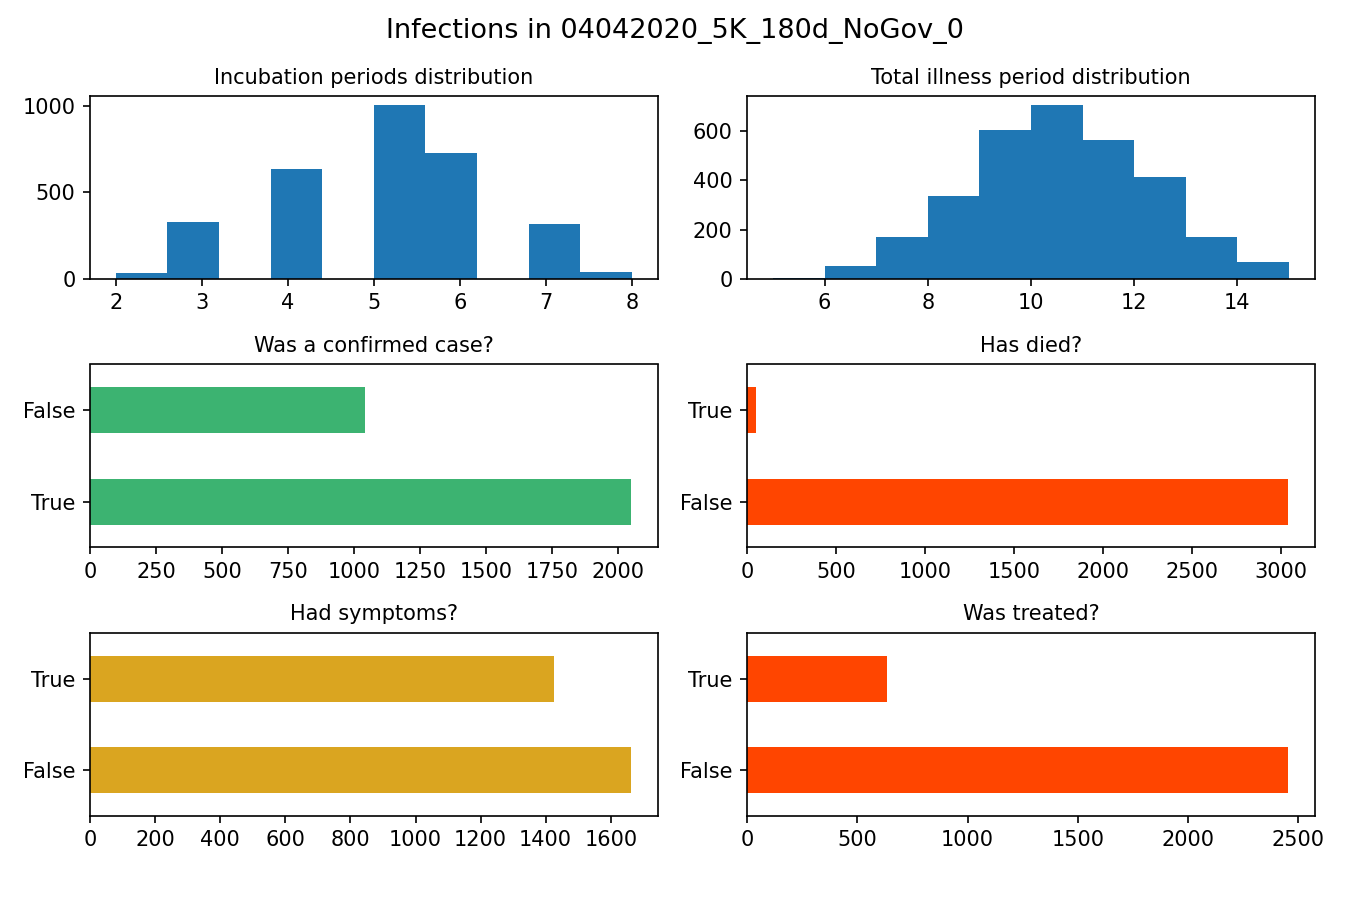 Infections in 04042020_5K_180d_NoGov_0
Incubation periods distribution
1000
500
0
2 3 4 5 6 7 8
Total illness period distribution
600
400
200
0
6 8 10 12 14
Was a confirmed case?
False
True
0 250 500 750 1000 1250 1500 1750 2000
Has died?
True
False
0 500 1000 1500 2000 2500 3000
Had symptoms?
True
False
0 200 400 600 800 1000 1200 1400 1600
Was treated?
True
False
0 500 1000 1500 2000 2500